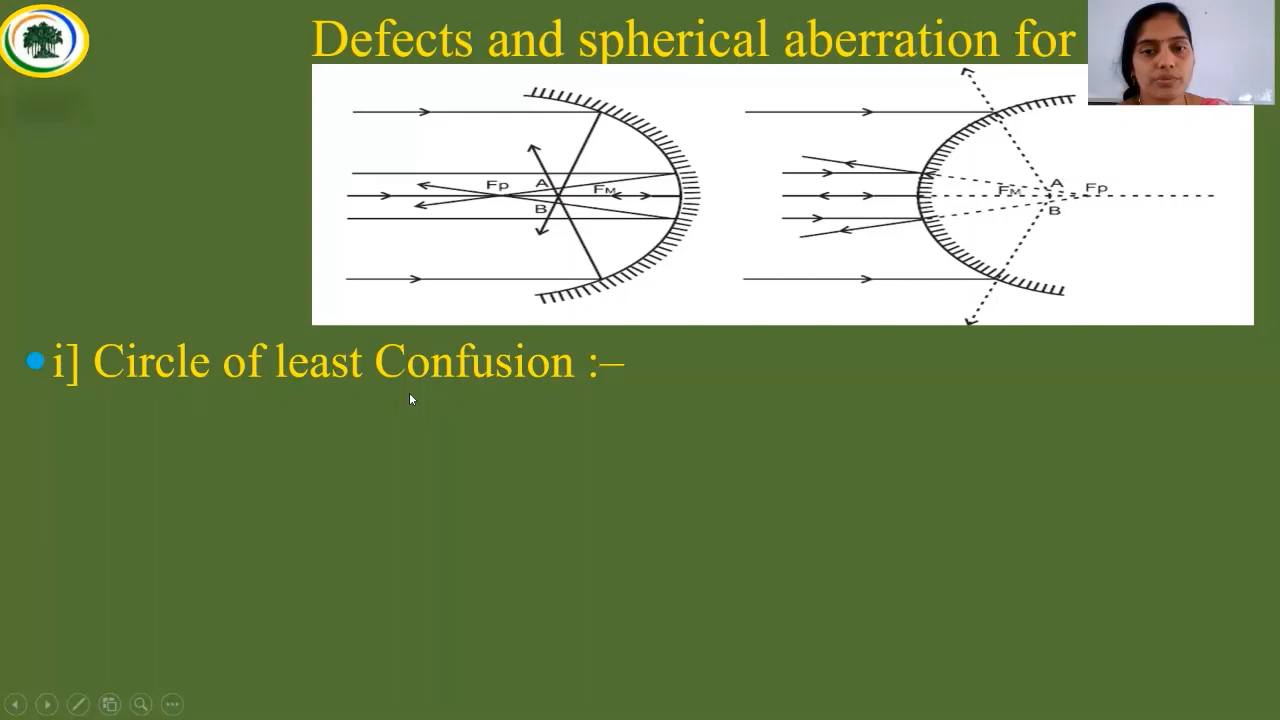 Defects and spherical aberration for
Fp A FM
B
FM A Fp
B
i] Circle of least Confusion :–